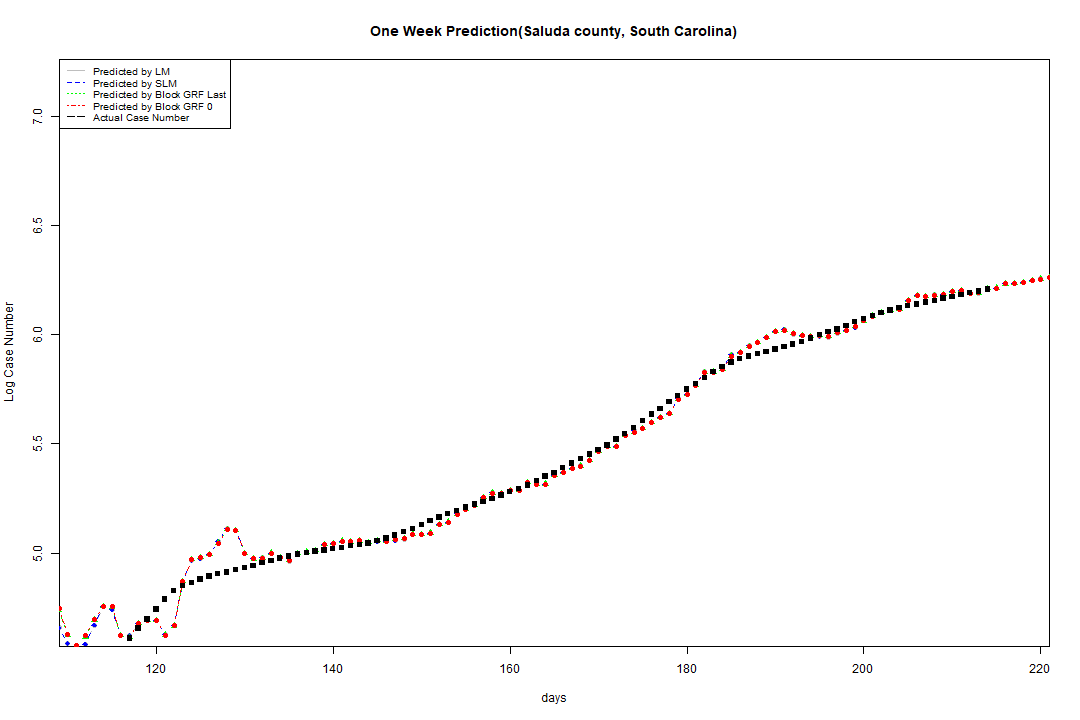 One Week Prediction(Saluda county, South Carolina)
Predicted by LM
Predicted by SLM
Predicted by Block GRF Last
Predicted by Block GRF 0
Actual Case Number
7.0
6.5
6.0
5.5
5.0
Log Case Number
120 140 160 180 200 220
days